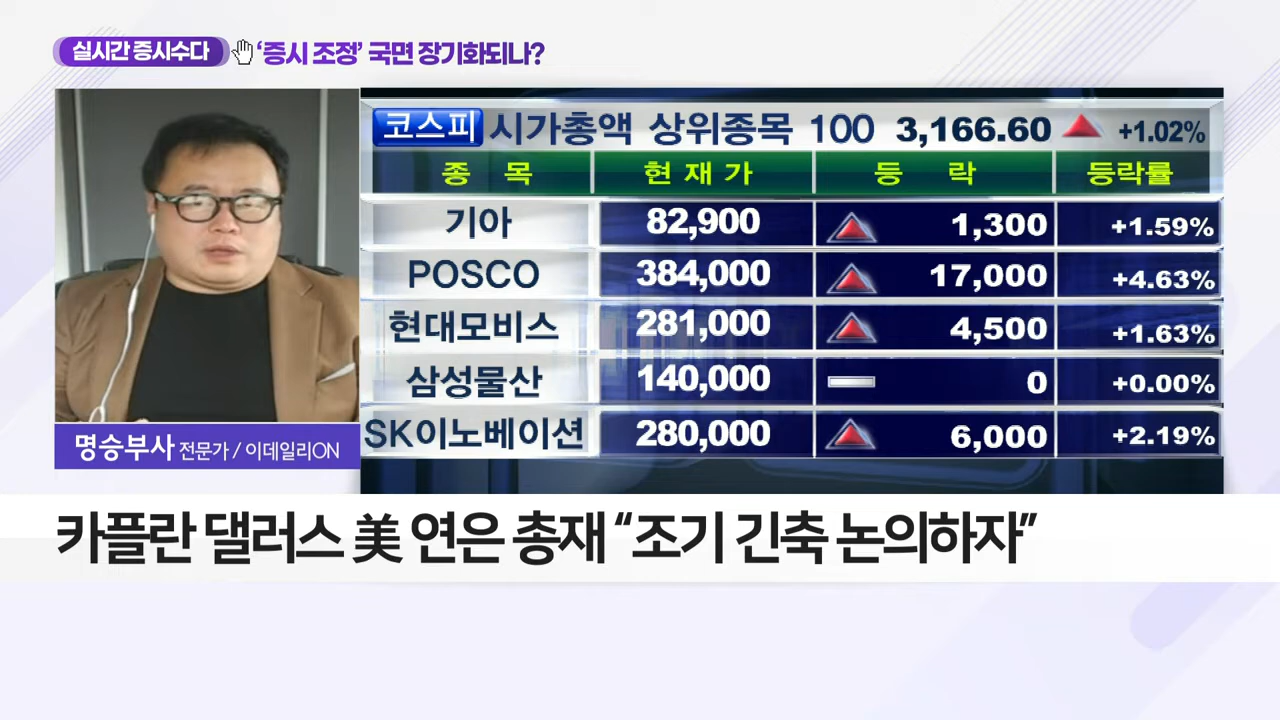 실시간 증시수다 '증시 조정' 국면 장기화되나?
코스피 시가총액 상위종목 100 3,166.60 +1.02%
종 목 현 재 가 등 락 등락률
기아 82,900 1,300 +1.59%
POSCO 384,000 17,000 +4.63%
현대모비스 281,000 4,500 +1.63%
삼성물산 140,000 0 +0.00%
SK이노베이션 280,000 6,000 +2.19%
명승부사 전문가 / 이데일리ON
카플란 댈러스 美 연은 총재 “조기 긴축 논의하자”